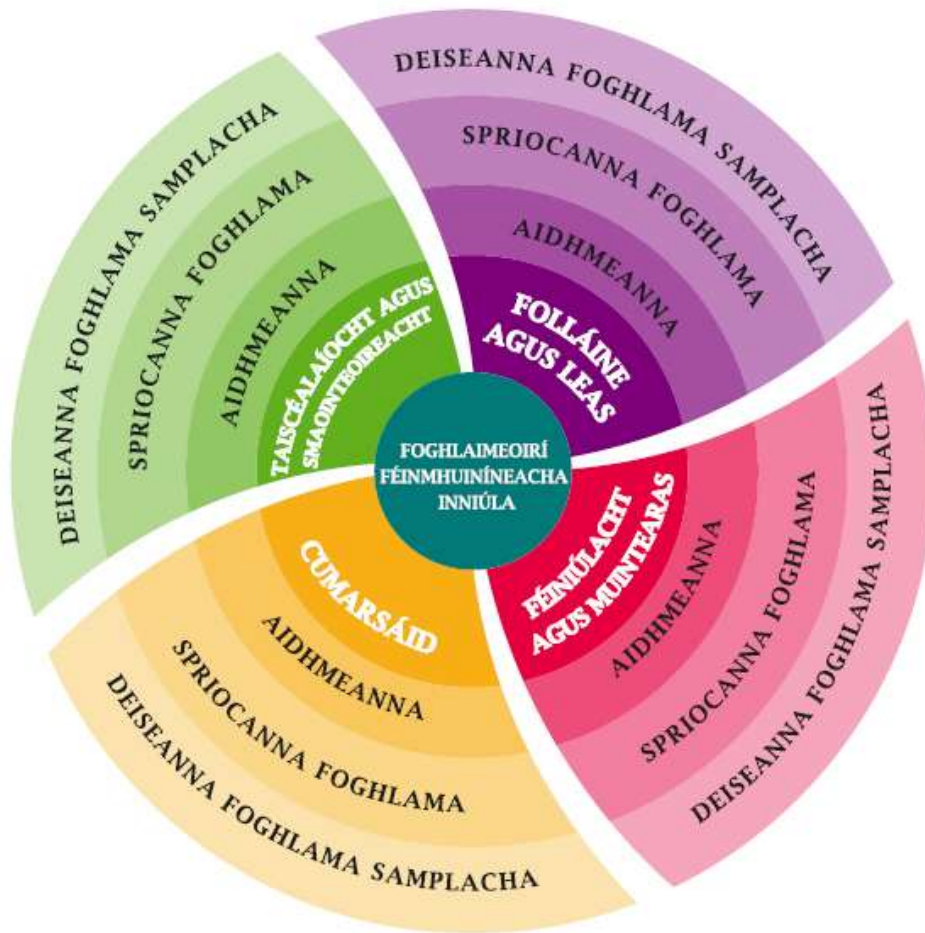 DEISEANNA FOGHLAMA SAMPLACHA
SPRIOCANNA FOGHLAMA
AIDHMEANNA
TAISCÉALAÍOCHT AGUS
SMAOINTEOIREACHT
DEISEANNA FOGHLAMA SAMPLACHA
SPRIOCANNA FOGHLAMA
AIDHMEANNA
FOLLÁINE
AGUS LEAS
FOGHLAIMEOIRÍ
FÉINMHUINÍNEACHA
INNIÚLA
FÉINIÚLACHT
AGUS MUINTEARAS
AIDHMEANNA
SPRIOCANNA FOGHLAMA
DEISEANNA FOGHLAMA SAMPLACHA
CUMARSÁID
AIDHMEANNA
SPRIOCANNA FOGHLAMA
DEISEANNA FOGHLAMA SAMPLACHA